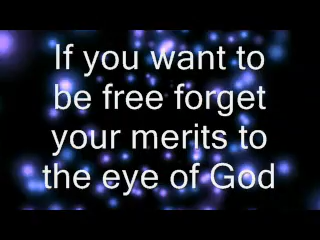 If you want to
be free forget
your merits to
the eye of God